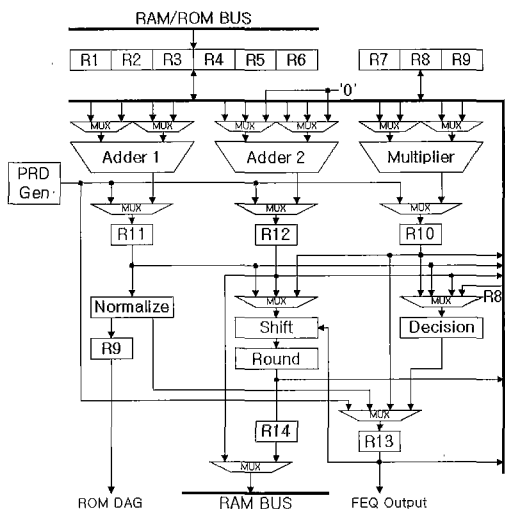 RAM/ROM BUS
R1 R2 R3 R4 R5 R6 R7 R8 R9
'0'
MUX MUX MUX MUX MUX MUX
Adder 1 Adder 2 Multiplier
PRD
Gen
MUX MUX MUX
R11 R12 R10
MUX MUX R8
Normalize Shift Decision
R9 Round
MUX
R14 R13
MUX
ROM DAG RAM BUS FEQ Output